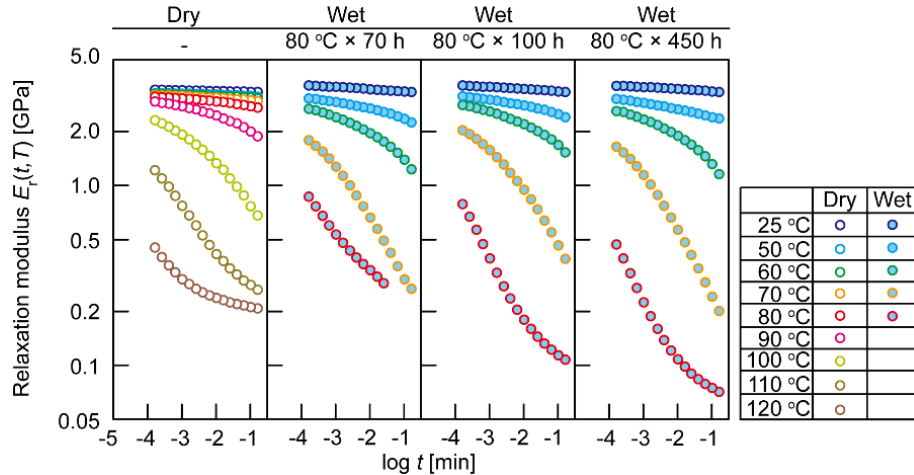 Dry Wet Wet Wet
- 80 °C × 70 h 80 °C × 100 h 80 °C × 450 h
Relaxation modulus Er(t,T) [GPa]
5.0
2.0
1.0
0.5
0.2
0.1
0.05
-5 -4 -3 -2 -1 -4 -3 -2 -1 -4 -3 -2 -1 -4 -3 -2 -1
log t [min]
Dry Wet
25 °C
50 °C
60 °C
70 °C
80 °C
90 °C
100 °C
110 °C
120 °C